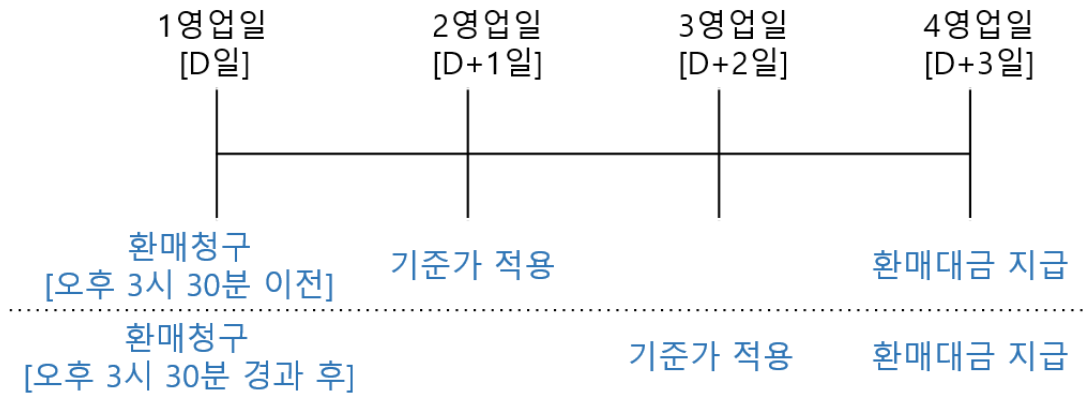 1영업일 2영업일 3영업일 4영업일
[D일] [D+1일] [D+2일] [D+3일]
환매청구
[오후 3시 30분 이전] 기준가 적용 환매대금 지급
환매청구
[오후 3시 30분 경과 후] 기준가 적용 환매대금 지급